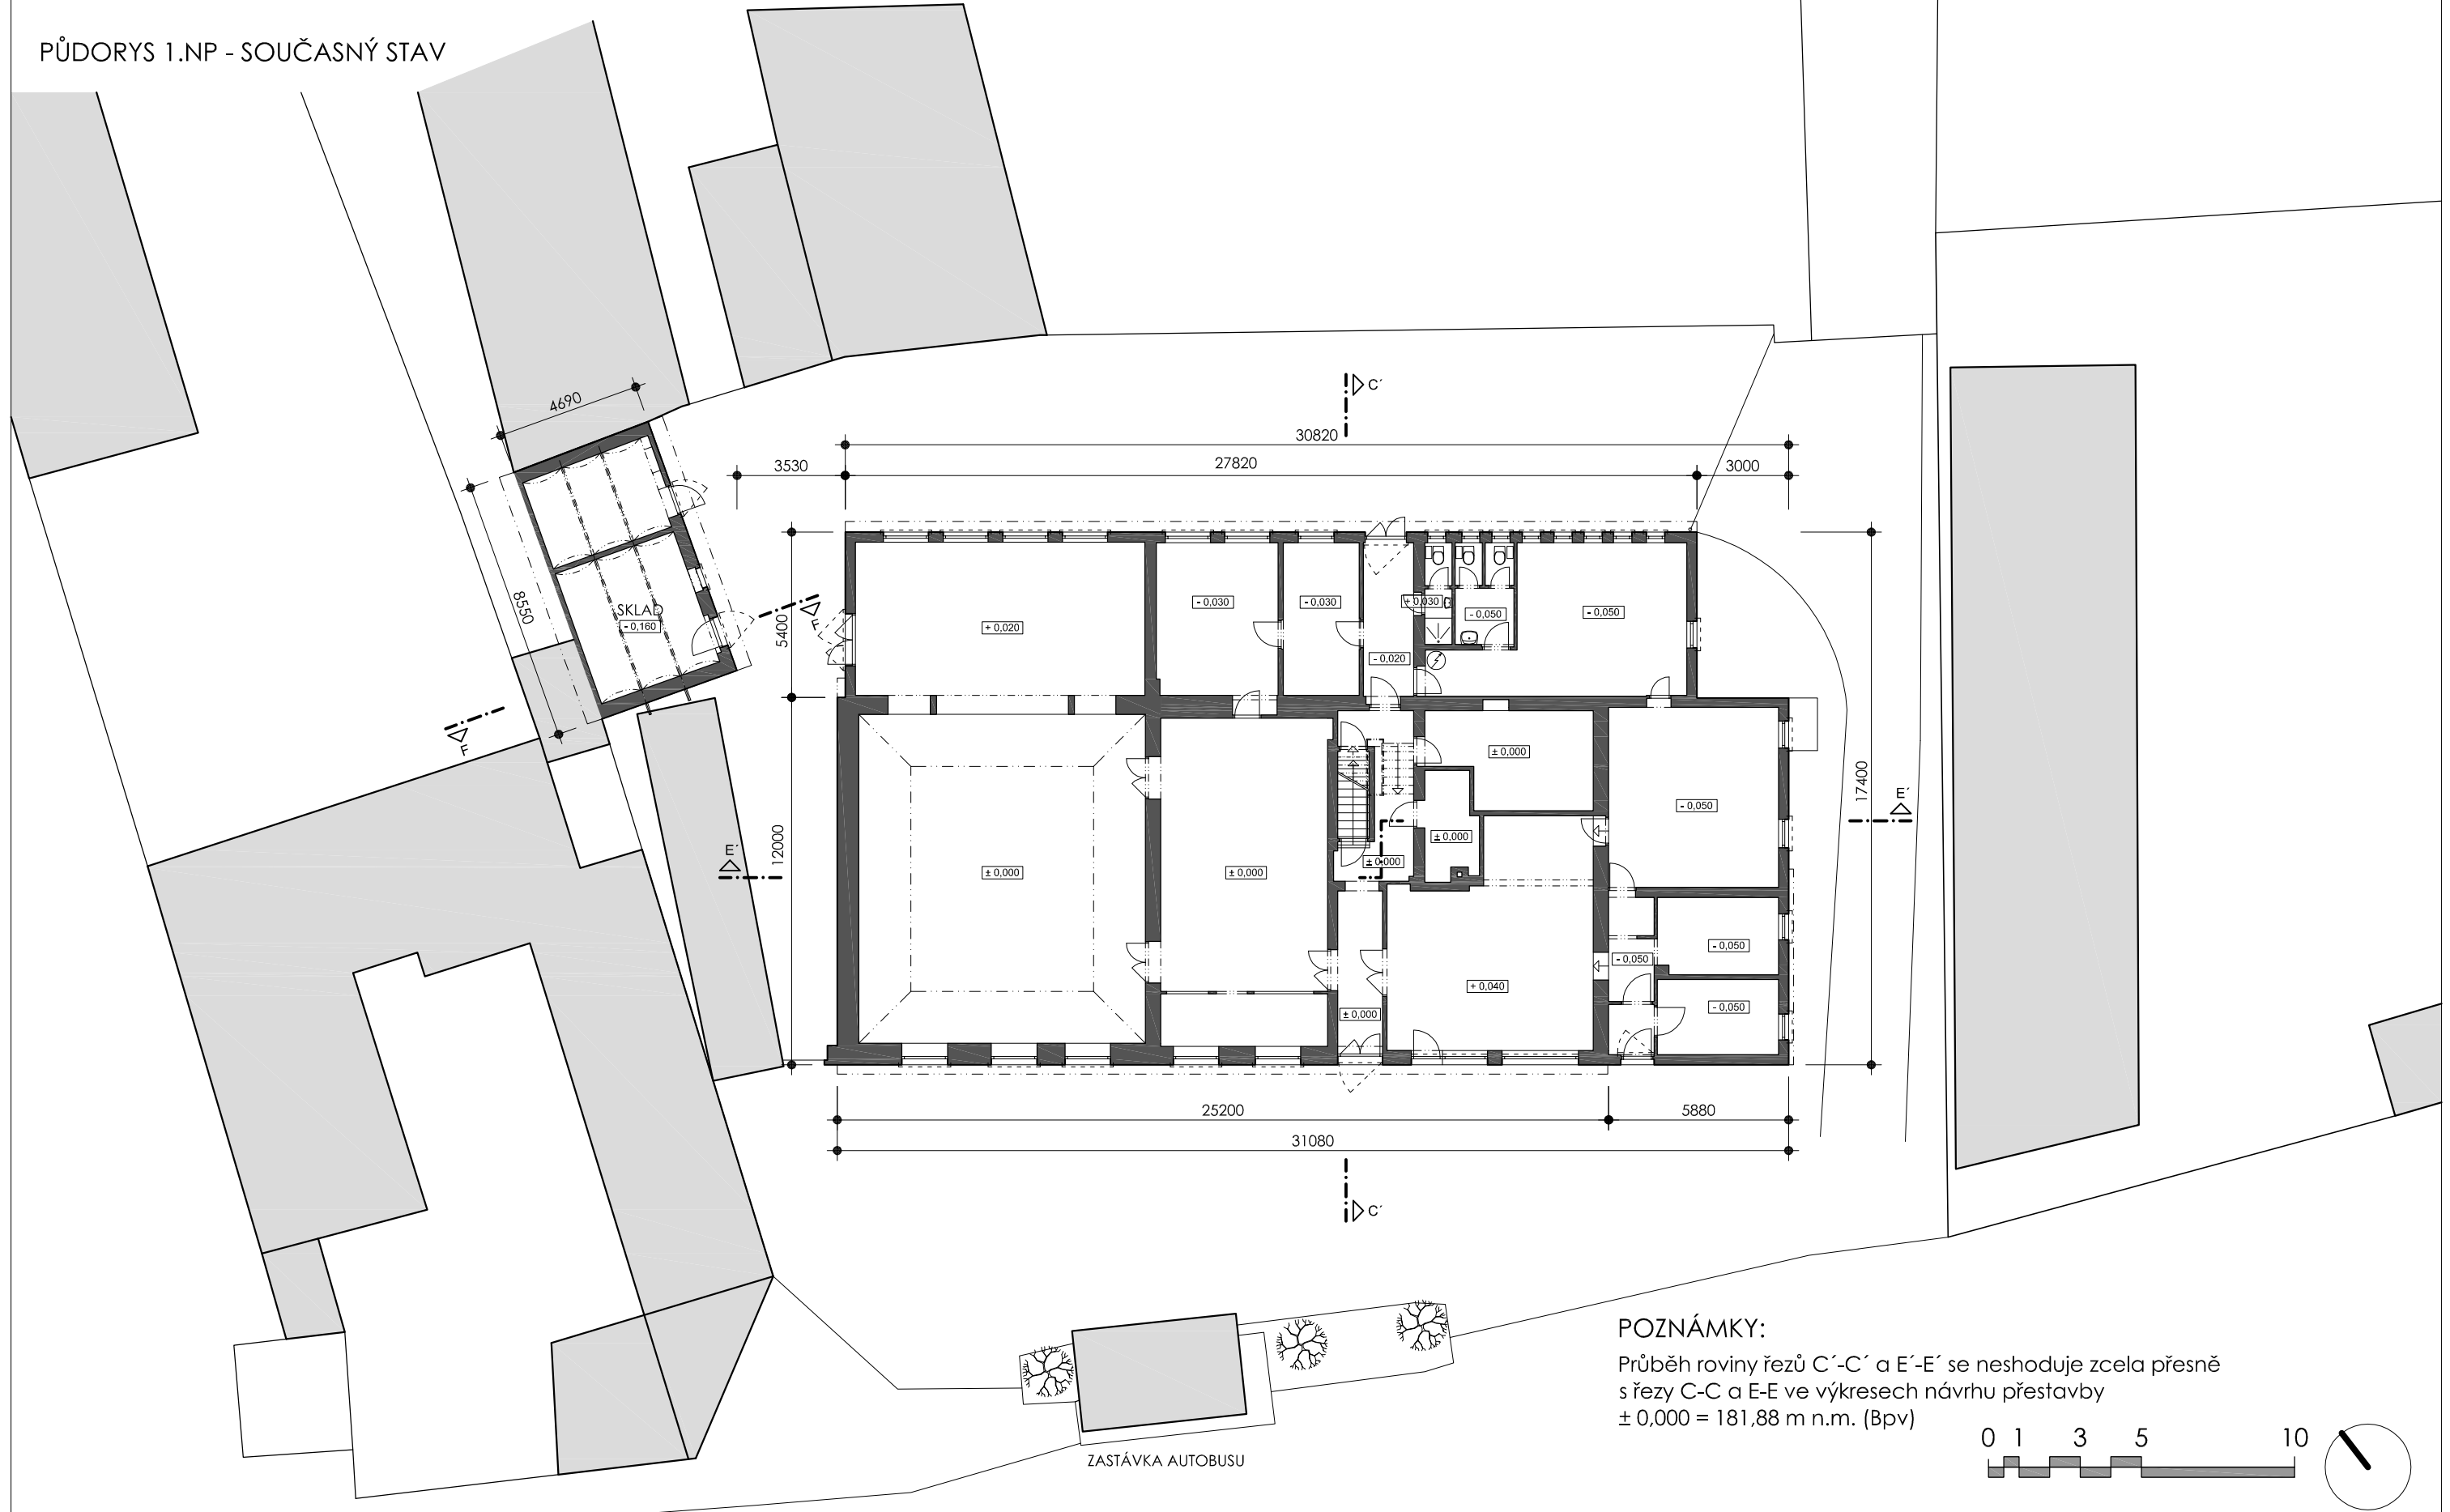 PŮDORYS 1.NP - SOUČASNÝ STAV
C´
4690
30820
3530
27820
3000
8550
SKLAD
- 0,160
F
F
5400
12000
17400
+ 0,020
- 0,030
- 0,030
+ 0,030
- 0,050
- 0,050
- 0,020
± 0,000
- 0,050
± 0,000
± 0,000
± 0,000
± 0,000
E´
E´
- 0,050
- 0,050
+ 0,040
- 0,050
± 0,000
25200
5880
31080
C´
POZNÁMKY:
Průběh roviny řezů C´-C´ a E´-E´ se neshoduje zcela přesně
s řezy C-C a E-E ve výkresech návrhu přestavby
± 0,000 = 181,88 m n.m. (Bpv)
0 1 3 5 10
ZASTÁVKA AUTOBUSU